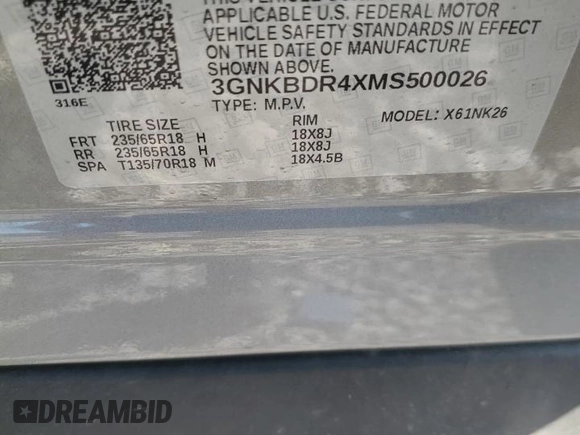 APPLICABLE U.S. FEDERAL MOTOR
VEHICLE SAFETY STANDARDS IN EFFECT
ON THE DATE OF MANUFACTURE
SHOWN ABOVE.
3GNKBDR4XMS500026
316E
TYPE: M.P.V.
MODEL: X61NK26
TIRE SIZE RIM
FRT 235/65R18 H 18X8J
RR 235/65R18 H 18X8J
SPA T135/70R18 M 18X4.5B
DREAMBID